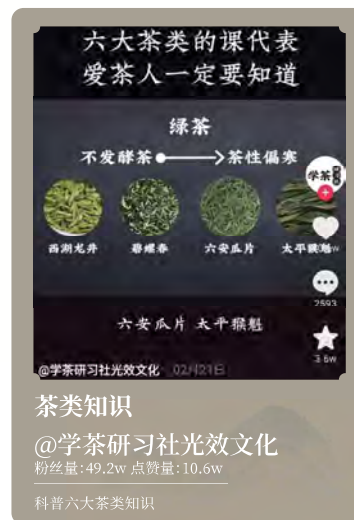 六大茶类的课代表
爱茶人一定要知道
绿茶
不发酵茶 茶性偏寒
学茶
西湖龙井 碧螺春 六安瓜片 太平猴魁
2593
六安瓜片 太平猴魁
3.6w
@学茶研习社光效文化 02月21日
茶类知识
@学茶研习社光效文化
粉丝量:49.2w 点赞量:10.6w
科普六大茶类知识